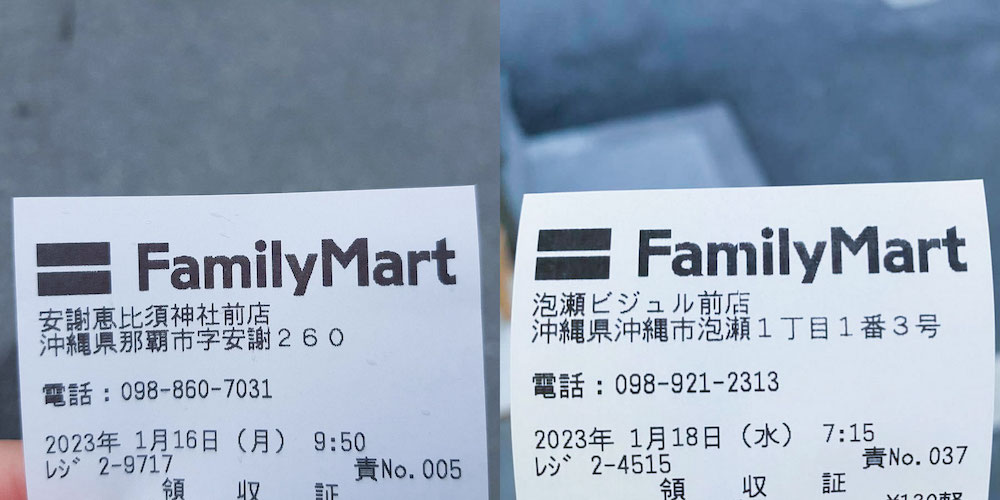 FamilyMart
安謝恵比須神社前店
沖縄県那覇市字安謝260
電話：098-860-7031
2023年 1月16日（月） 9:50
ﾚｼﾞ 2-9717 責No.005
領 収 証
FamilyMart
泡瀬ビジュル前店
沖縄県沖縄市泡瀬1丁目1番3号
電話：098-921-2313
2023年 1月18日（水） 7:15
ﾚｼﾞ 2-4515 責No.037
領 収 証